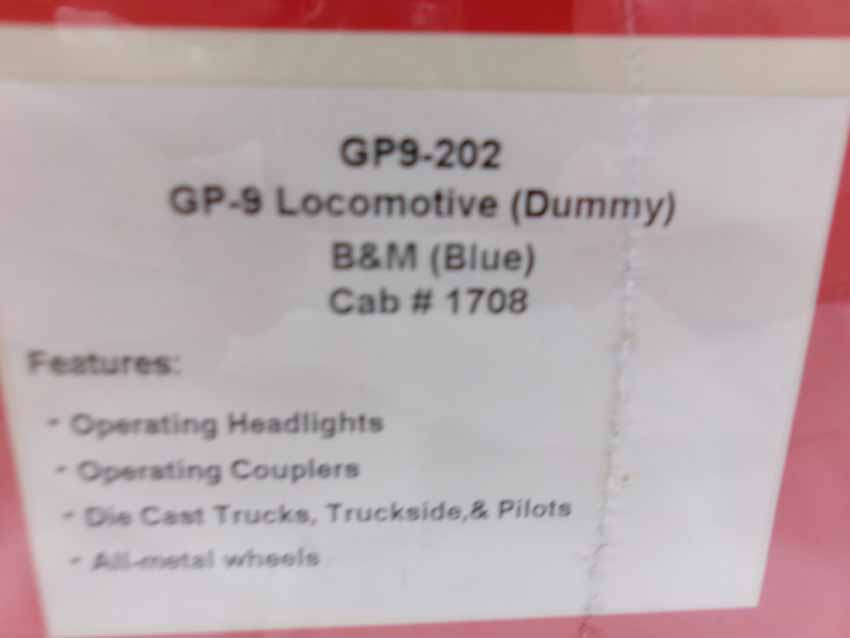 GP9-202
GP-9 Locomotive (Dummy)
B&M (Blue)
Cab # 1708
Features:
- Operating Headlights
- Operating Couplers
- Die Cast Trucks, Truckside,& Pilots
- All-metal wheels